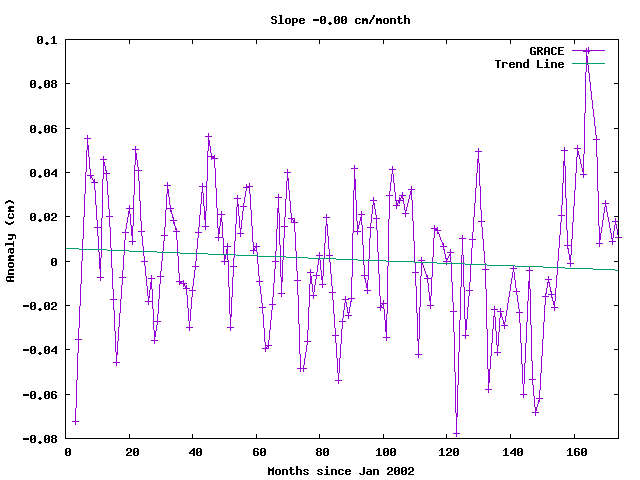 Slope -0.00 cm/month
GRACE
Trend Line
0.1
0.08
0.06
0.04
0.02
0
-0.02
-0.04
-0.06
-0.08
Anomaly (cm)
0 20 40 60 80 100 120 140 160
Months since Jan 2002